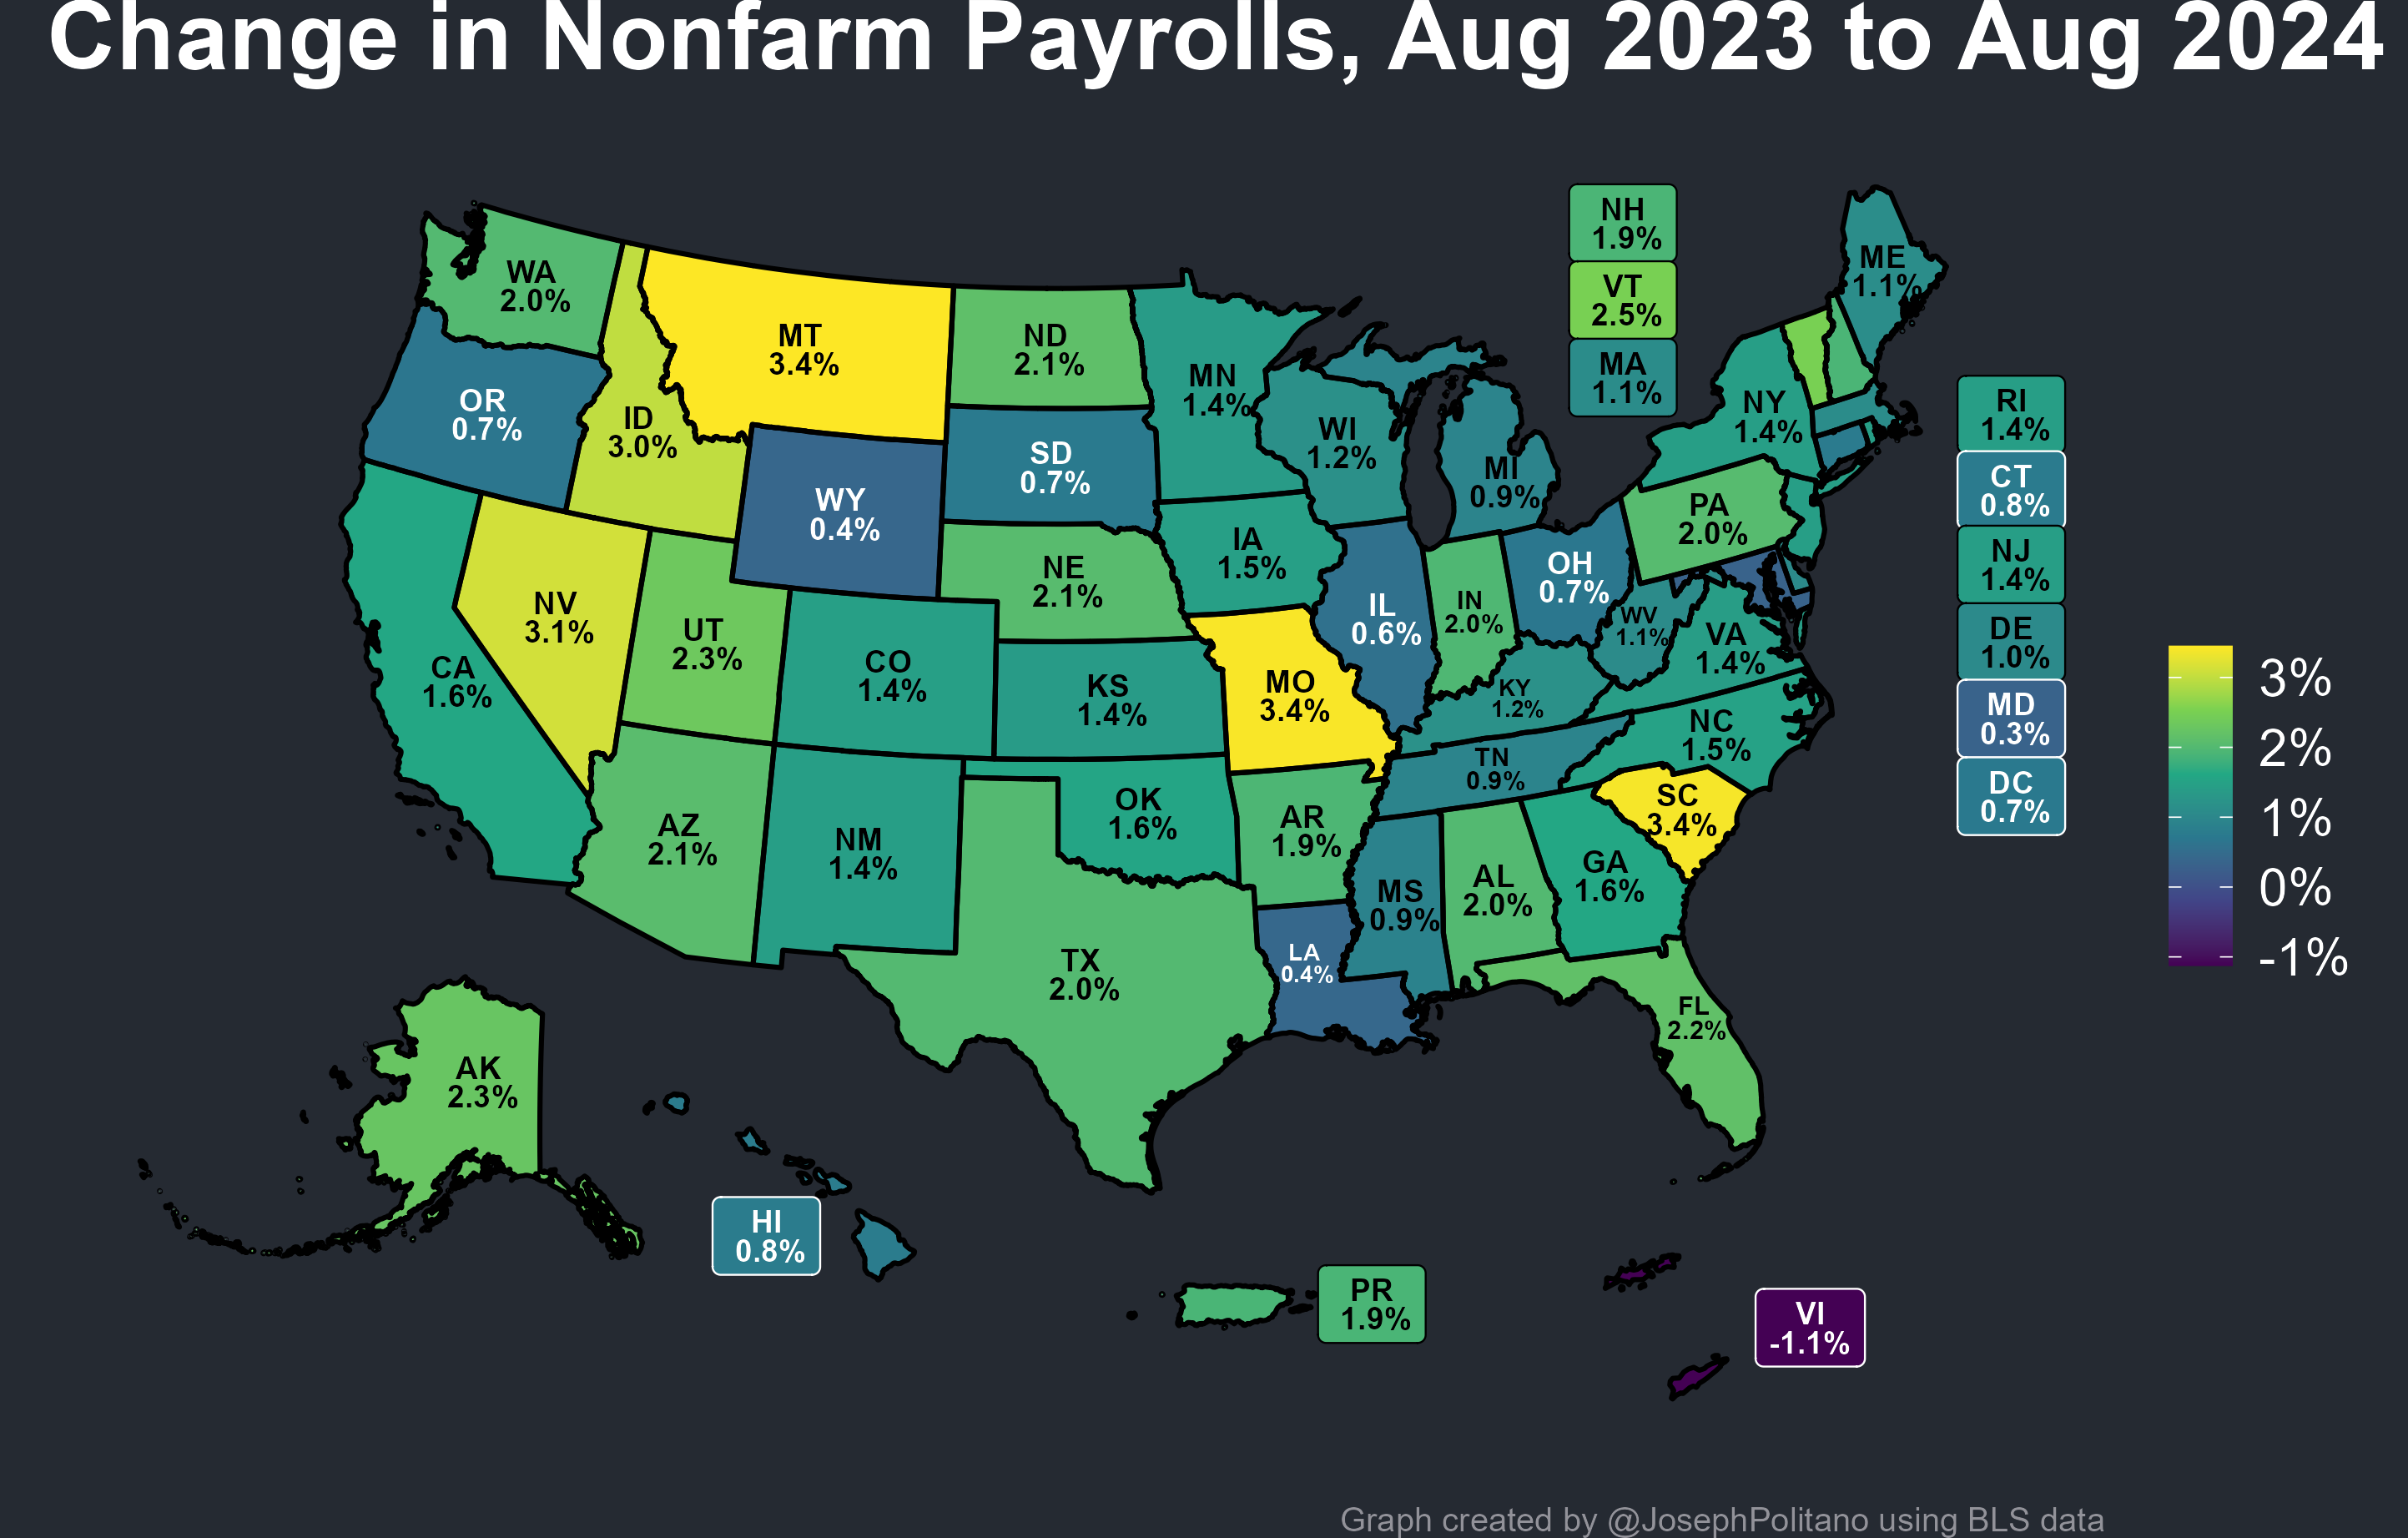 Change in Nonfarm Payrolls, Aug 2023 to Aug 2024
NH
1.9%
VT
2.5%
MA
1.1%
ME
1.1%
WA
2.0%
MT
3.4%
ND
2.1%
MN
1.4%
OR
0.7%
ID
3.0%
WY
0.4%
SD
0.7%
WI
1.2%
MI
0.9%
NY
1.4%
RI
1.4%
CT
0.8%
NJ
1.4%
DE
1.0%
MD
0.3%
DC
0.7%
PA
2.0%
NV
3.1%
UT
2.3%
NE
2.1%
IA
1.5%
IL
0.6%
IN
2.0%
OH
0.7%
WV
1.1%
VA
1.4%
CA
1.6%
CO
1.4%
KS
1.4%
MO
3.4%
KY
1.2%
NC
1.5%
TN
0.9%
SC
3.4%
AZ
2.1%
NM
1.4%
OK
1.6%
AR
1.9%
MS
0.9%
AL
2.0%
GA
1.6%
TX
2.0%
LA
0.4%
FL
2.2%
3%
2%
1%
0%
-1%
AK
2.3%
HI
0.8%
PR
1.9%
VI
-1.1%
Graph created by @JosephPolitano using BLS data